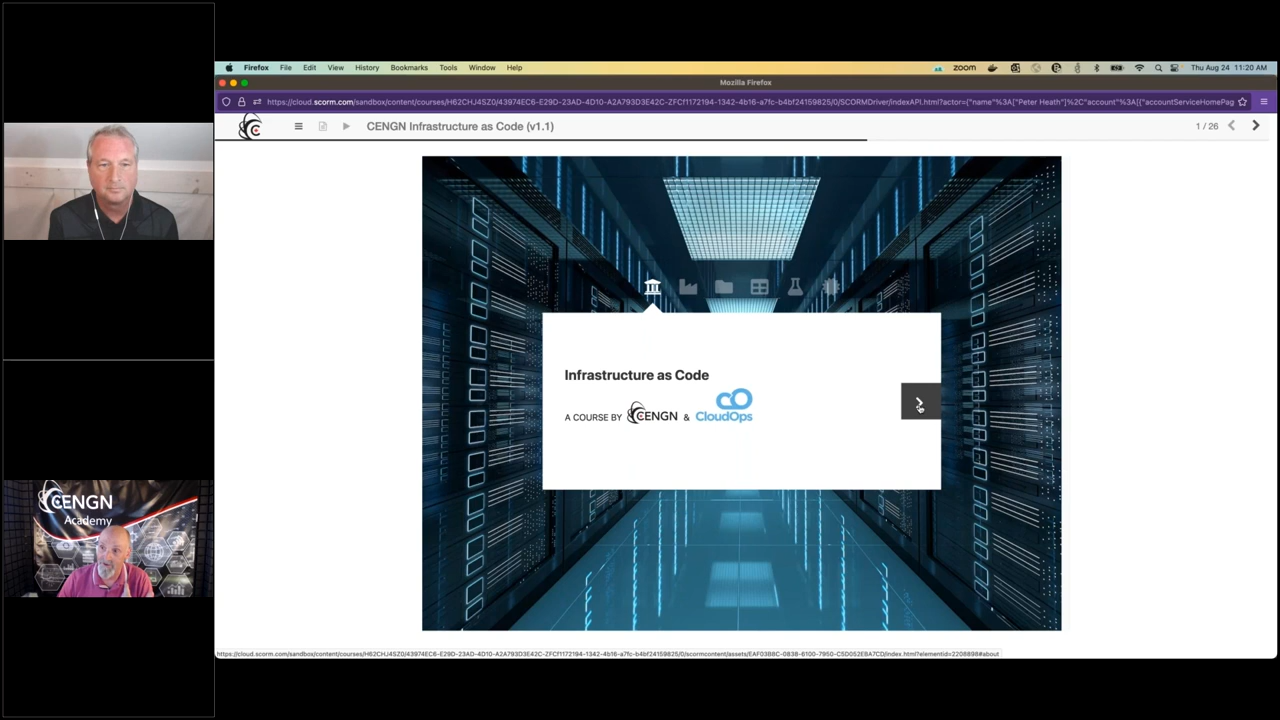 Firefox File Edit View History Bookmarks Tools Window Help zoom Thu Aug 24 11:20 AM
Mozilla Firefox
CENGN Infrastructure as Code (v1.1) 1 / 26
Infrastructure as Code
A COURSE BY CENGN & CloudOps
CENGN
Academy